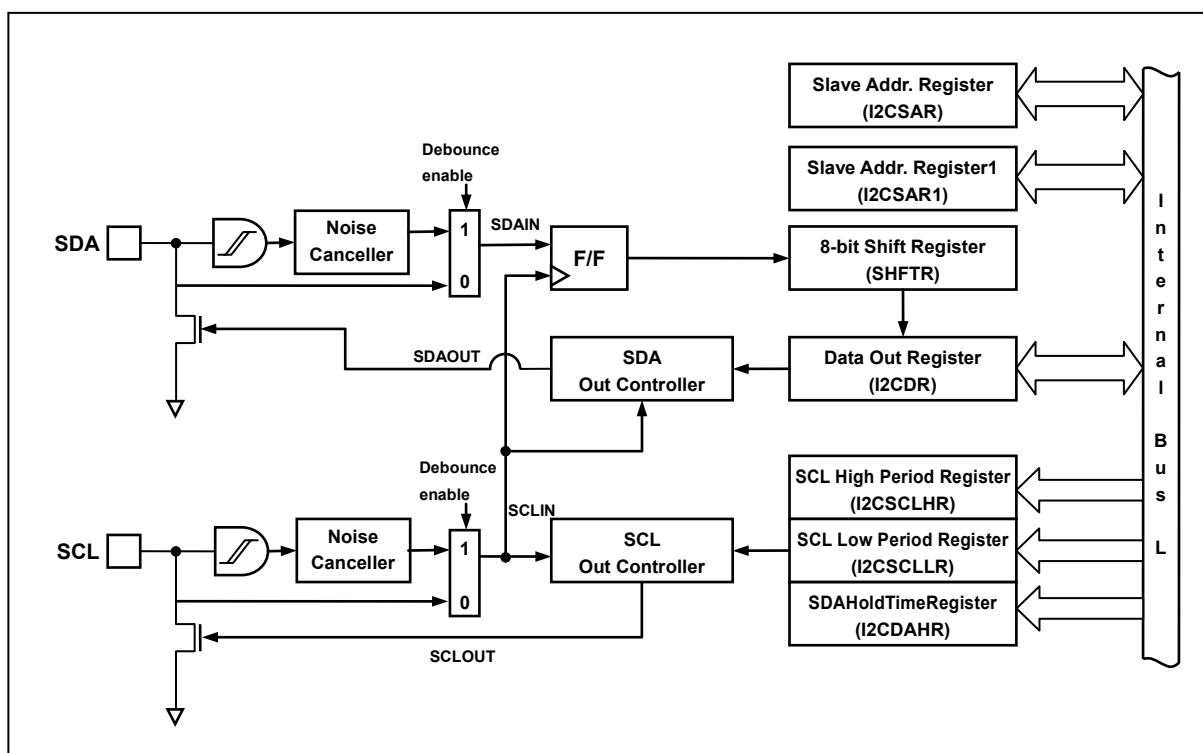 Slave Addr. Register
(I2CSAR)
Slave Addr. Register1
(I2CSAR1)
Debounce
enable
SDA
Noise
Canceller
1
0
SDAIN
F/F
8-bit Shift Register
(SHFTR)
SDAOUT
SDA
Out Controller
Data Out Register
(I2CDR)
Debounce
enable
SCL
Noise
Canceller
1
0
SCLIN
SCL
Out Controller
SCLOUT
SCL High Period Register
(I2CSCLHR)
SCL Low Period Register
(I2CSCLLR)
SDAHoldTimeRegister
(I2CDAHR)
Internal Bus L